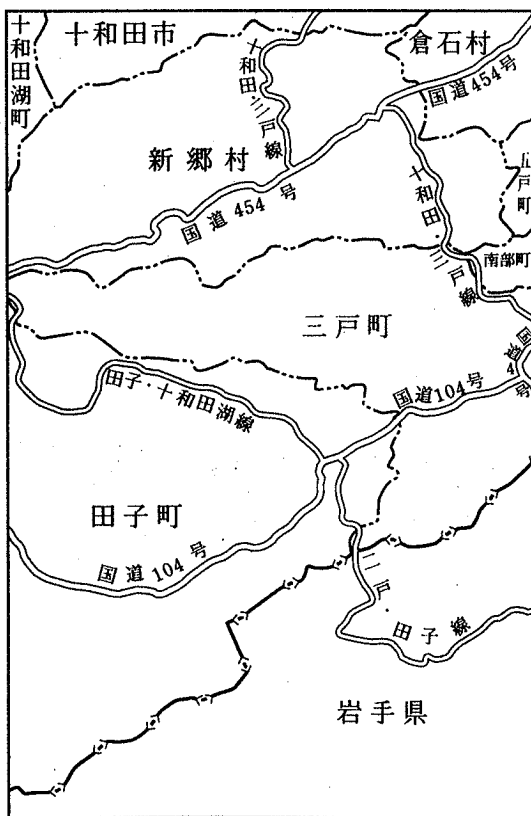 十和田湖町
十和田市
倉石村
十和田・三戸線
国道454号
新郷村
国道454号
五戸町
十和田・三戸線
南部町
三戸町
国道4号
国道104号
田子・十和田湖線
田子町
国道104号
二戸・田子線
岩手県